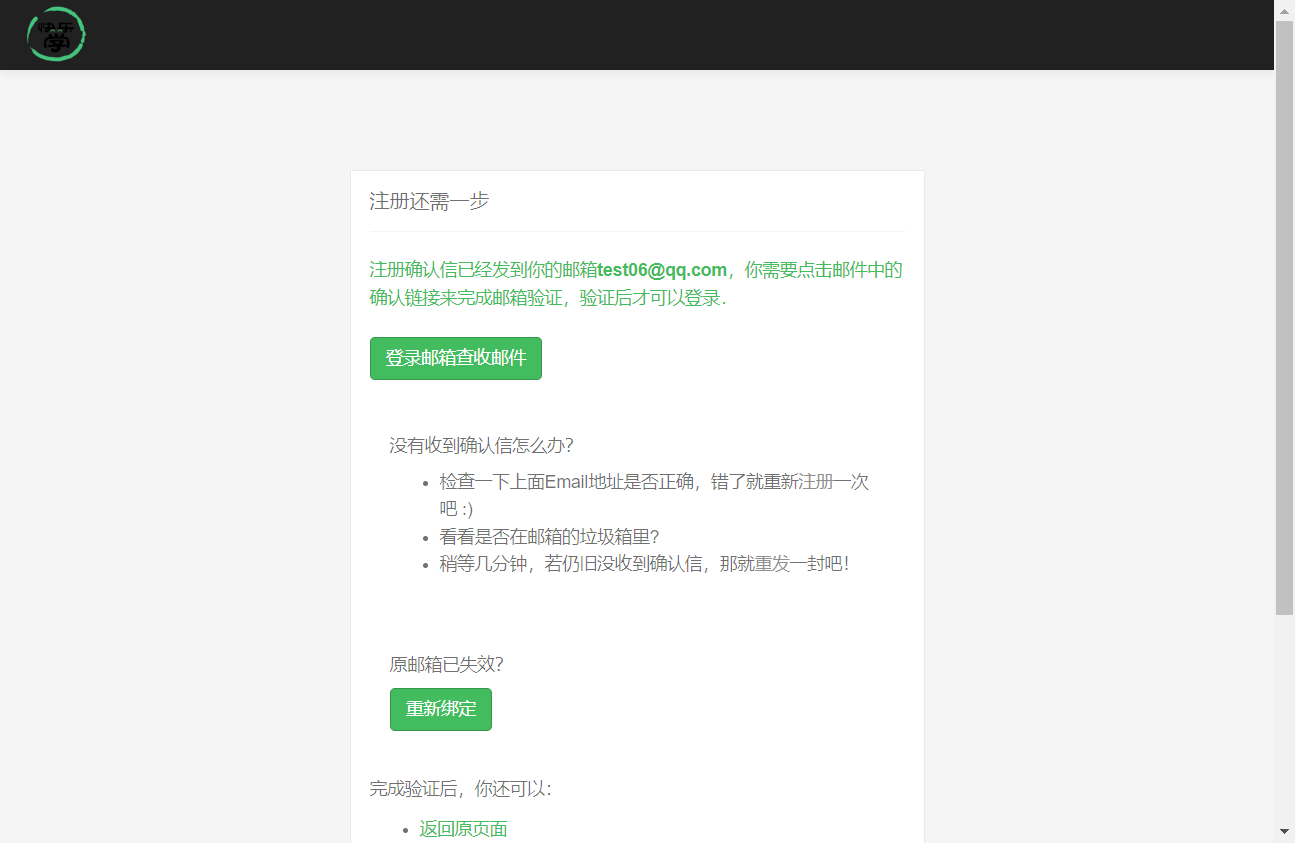 快乐
学
注册还需一步
注册确认信已经发到你的邮箱test06@qq.com，你需要点击邮件中的
确认链接来完成邮箱验证，验证后才可以登录.
登录邮箱查收邮件
没有收到确认信怎么办?
检查一下上面Email地址是否正确，错了就重新注册一次
吧 :)
看看是否在邮箱的垃圾箱里?
稍等几分钟，若仍旧没收到确认信，那就重发一封吧!
原邮箱已失效?
重新绑定
完成验证后，你还可以:
返回原页面